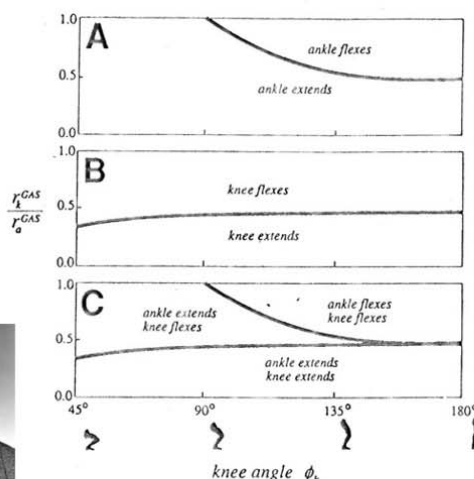 A
1.0
0.5
0.0
ankle flexes
ankle extends
B
1.0
0.5
0.0
knee flexes
knee extends
r_k^GAS
r_a^GAS
C
1.0
0.5
0.0
ankle extends
knee flexes
ankle flexes
knee flexes
ankle extends
knee extends
45° 90° 135° 180°
knee angle ϕₖ